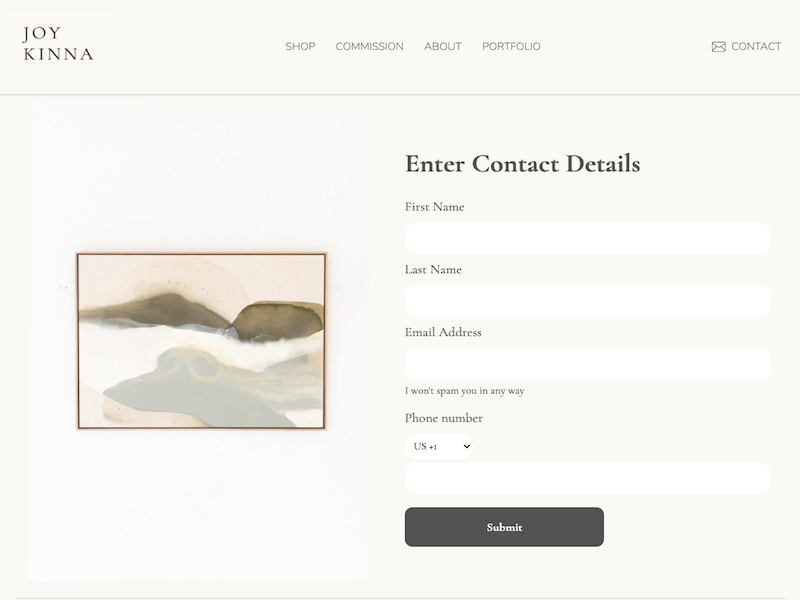 JOY
KINNA
SHOP
COMMISSION
ABOUT
PORTFOLIO
CONTACT
Enter Contact Details
First Name
Last Name
Email Address
I won't spam you in any way
Phone number
US +1
Submit